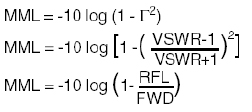 MML = -10 log (1 - Γ²)
MML = -10 log [1 - (VSWR-1 / VSWR+1)²]
MML = -10 log (1- RFL / FWD)